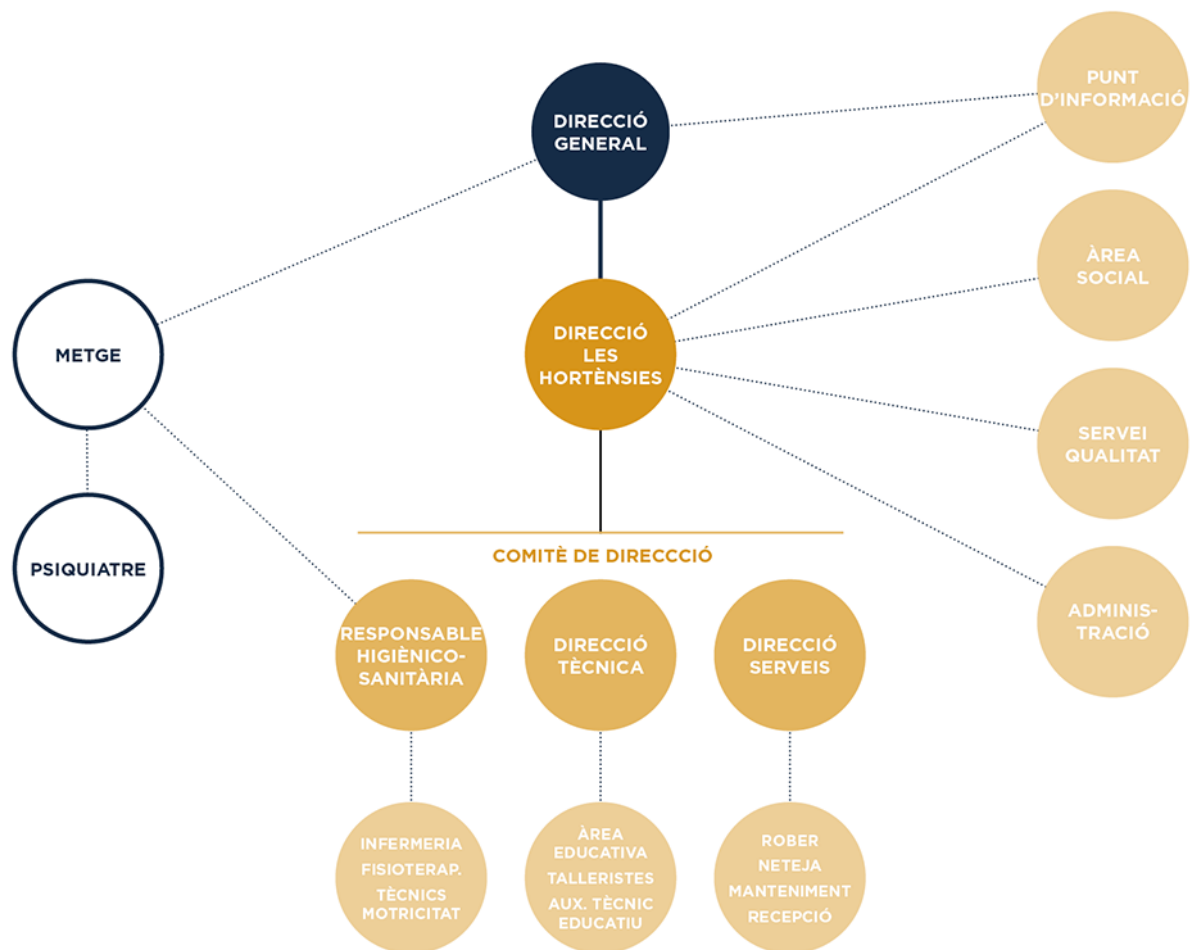 PUNT
D'INFORMACIÓ
DIRECCIÓ
GENERAL
ÀREA
SOCIAL
METGE
DIRECCIÓ
LES
HORTÈNSIES
SERVEI
QUALITAT
PSIQUIATRE
COMITÈ DE DIRECCCIÓ
ADMINIS-
TRACIÓ
RESPONSABLE
HIGIÈNICO-
SANITÀRIA
DIRECCIÓ
TÈCNICA
DIRECCIÓ
SERVEIS
INFERMERIA
FISIOTERAP.
TÈCNICS
MOTRICITAT
ÀREA
EDUCATIVA
TALLERISTES
AUX. TÈCNIC
EDUCATIU
ROBER
NETEJA
MANTENIMENT
RECEPCIÓ